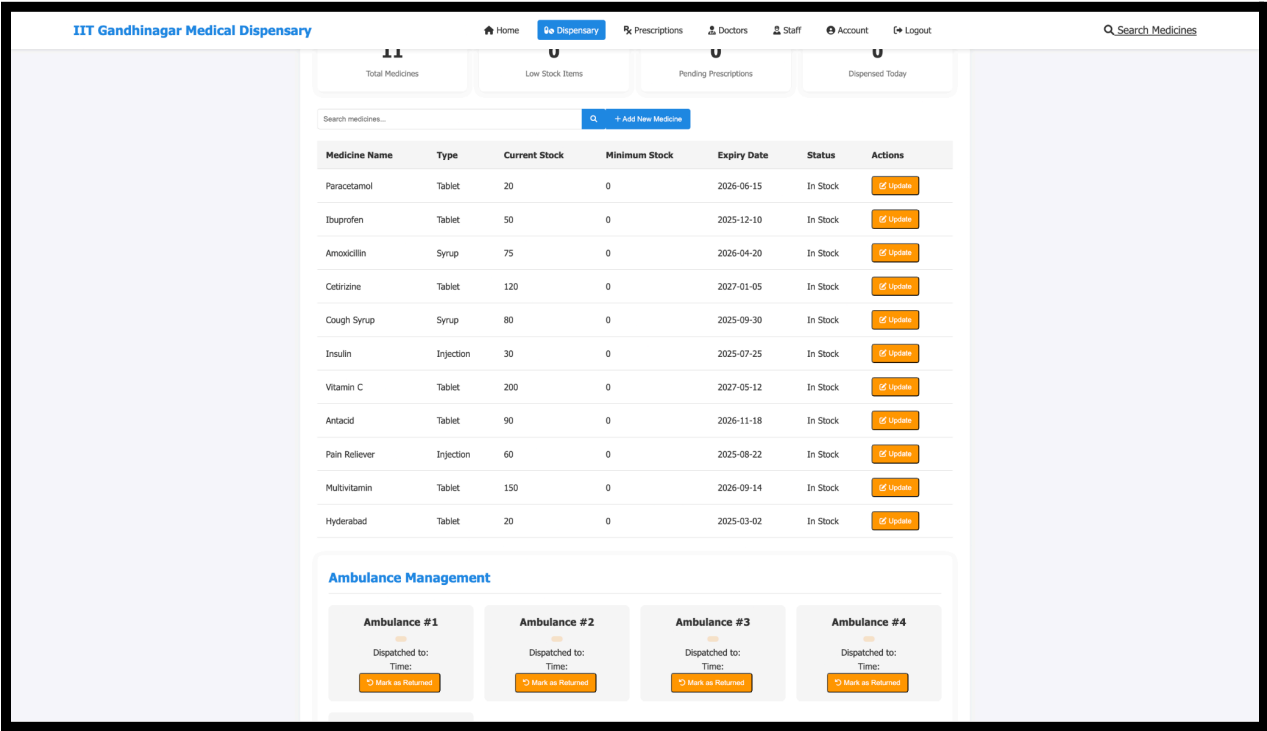 IIT Gandhinagar Medical Dispensary Home Dispensary Prescriptions Doctors Staff Account Logout Search Medicines
11 0 0 0
Total Medicines Low Stock Items Pending Prescriptions Dispensed Today
Search medicines... + Add New Medicine
Medicine Name Type Current Stock Minimum Stock Expiry Date Status Actions
Paracetamol Tablet 20 0 2026-06-15 In Stock Update
Ibuprofen Tablet 50 0 2025-12-10 In Stock Update
Amoxicillin Syrup 75 0 2026-04-20 In Stock Update
Cetirizine Tablet 120 0 2027-01-05 In Stock Update
Cough Syrup Syrup 80 0 2025-09-30 In Stock Update
Insulin Injection 30 0 2025-07-25 In Stock Update
Vitamin C Tablet 200 0 2027-05-12 In Stock Update
Antacid Tablet 90 0 2026-11-18 In Stock Update
Pain Reliever Injection 60 0 2025-08-22 In Stock Update
Multivitamin Tablet 150 0 2026-09-14 In Stock Update
Hyderabad Tablet 20 0 2025-03-02 In Stock Update
Ambulance Management
Ambulance #1 Ambulance #2 Ambulance #3 Ambulance #4
Dispatched to: Dispatched to: Dispatched to: Dispatched to:
Time: Time: Time: Time:
Mark as Returned Mark as Returned Mark as Returned Mark as Returned